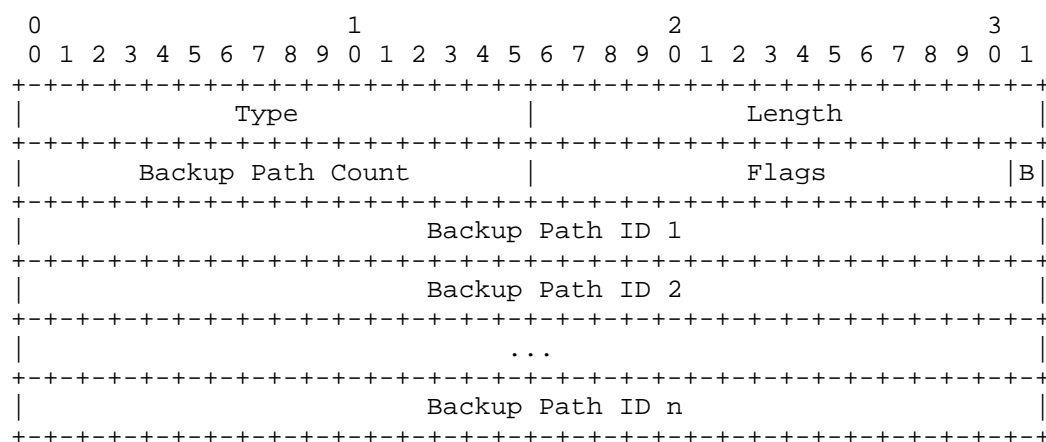 0                   1                   2                   3
 0 1 2 3 4 5 6 7 8 9 0 1 2 3 4 5 6 7 8 9 0 1 2 3 4 5 6 7 8 9 0 1
+-+-+-+-+-+-+-+-+-+-+-+-+-+-+-+-+-+-+-+-+-+-+-+-+-+-+-+-+-+-+-+-+
|             Type              |             Length            |
+-+-+-+-+-+-+-+-+-+-+-+-+-+-+-+-+-+-+-+-+-+-+-+-+-+-+-+-+-+-+-+-+
|       Backup Path Count       |             Flags           |B|
+-+-+-+-+-+-+-+-+-+-+-+-+-+-+-+-+-+-+-+-+-+-+-+-+-+-+-+-+-+-+-+-+
|                         Backup Path ID 1                      |
+-+-+-+-+-+-+-+-+-+-+-+-+-+-+-+-+-+-+-+-+-+-+-+-+-+-+-+-+-+-+-+-+
|                         Backup Path ID 2                      |
+-+-+-+-+-+-+-+-+-+-+-+-+-+-+-+-+-+-+-+-+-+-+-+-+-+-+-+-+-+-+-+-+
|                              ...                              |
+-+-+-+-+-+-+-+-+-+-+-+-+-+-+-+-+-+-+-+-+-+-+-+-+-+-+-+-+-+-+-+-+
|                         Backup Path ID n                      |
+-+-+-+-+-+-+-+-+-+-+-+-+-+-+-+-+-+-+-+-+-+-+-+-+-+-+-+-+-+-+-+-+